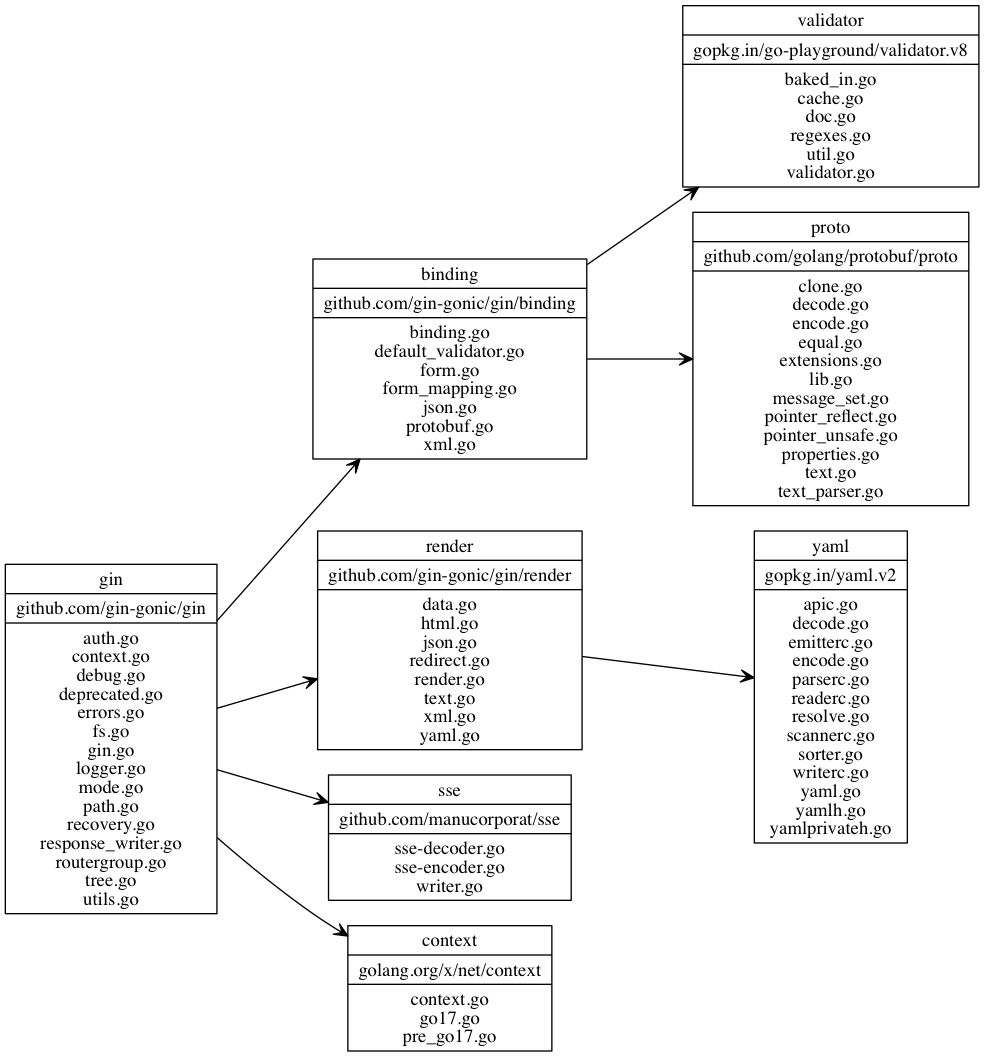 validator
gopkg.in/go-playground/validator.v8
baked_in.go
cache.go
doc.go
regexes.go
util.go
validator.go
proto
github.com/golang/protobuf/proto
clone.go
decode.go
encode.go
equal.go
extensions.go
lib.go
message_set.go
pointer_reflect.go
pointer_unsafe.go
properties.go
text.go
text_parser.go
binding
github.com/gin-gonic/gin/binding
binding.go
default_validator.go
form.go
form_mapping.go
json.go
protobuf.go
xml.go
render
github.com/gin-gonic/gin/render
data.go
html.go
json.go
redirect.go
render.go
text.go
xml.go
yaml.go
yaml
gopkg.in/yaml.v2
apic.go
decode.go
emitterc.go
encode.go
parserc.go
readerc.go
resolve.go
scannerc.go
sorter.go
writerc.go
yaml.go
yamlh.go
yamlprivateh.go
gin
github.com/gin-gonic/gin
auth.go
context.go
debug.go
deprecated.go
errors.go
fs.go
gin.go
logger.go
mode.go
path.go
recovery.go
response_writer.go
routergroup.go
tree.go
utils.go
sse
github.com/manucorporat/sse
sse-decoder.go
sse-encoder.go
writer.go
context
golang.org/x/net/context
context.go
go17.go
pre_go17.go